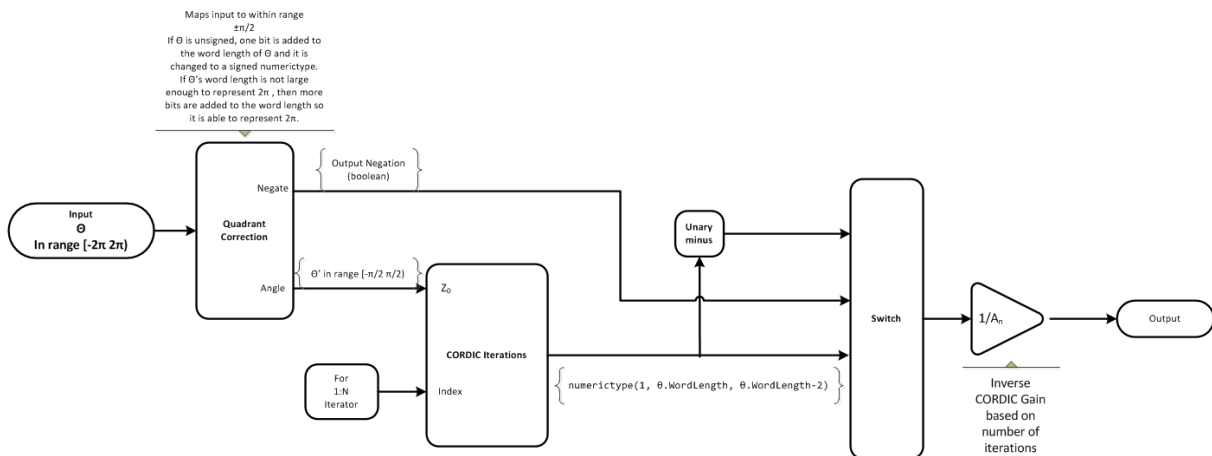 Maps input to within range
±π/2
If Θ is unsigned, one bit is added to
the word length of Θ and it is
changed to a signed numerictype.
If Θ's word length is not large
enough to represent 2π , then more
bits are added to the word length so
it is able to represent 2π.
Input
Θ
In range [-2π 2π)
Quadrant
Correction
Negate
Angle
Output Negation
(boolean)
Θ' in range [-π/2 π/2)
Z0
CORDIC Iterations
Index
For
1:N
Iterator
Unary
minus
numerictype(1, θ.WordLength, θ.WordLength-2)
Switch
1/An
Inverse
CORDIC Gain
based on
number of
iterations
Output